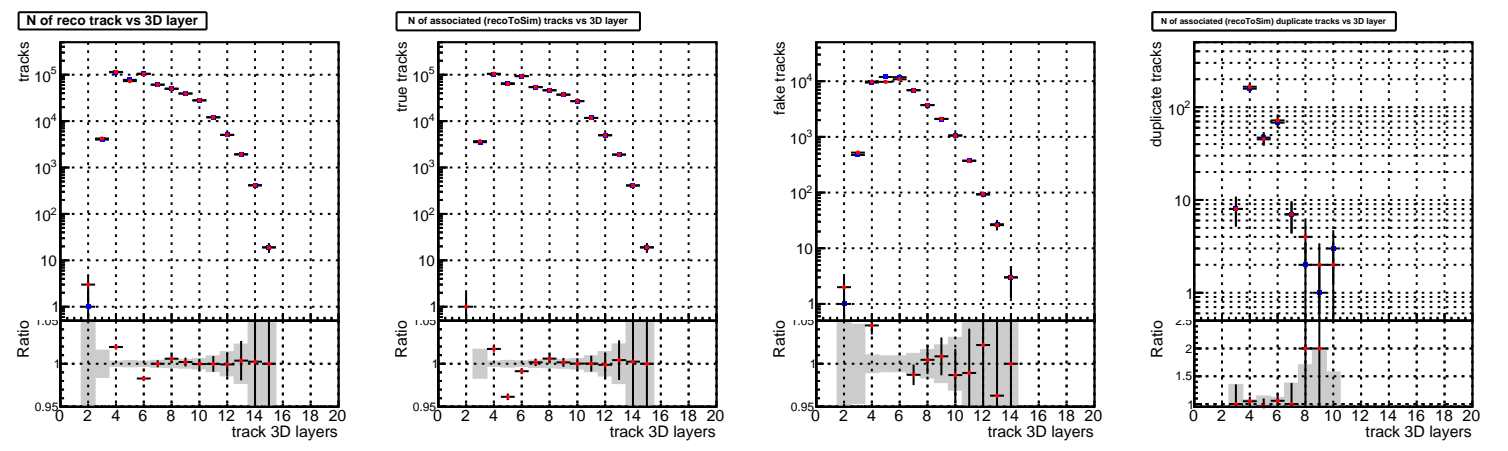 N of reco track vs 3D layer
tracks
10^5
10^4
10^3
10^2
10
1
Ratio
1.05
1
0.95
0 2 4 6 8 10 12 14 16 18 20
track 3D layers
N of associated (recoToSim) tracks vs 3D layer
true tracks
10^5
10^4
10^3
10^2
10
1
Ratio
1.05
1
0.95
0 2 4 6 8 10 12 14 16 18 20
track 3D layers
fake tracks
10^4
10^3
10^2
10
1
Ratio
1.05
1
0.95
0 2 4 6 8 10 12 14 16 18 20
track 3D layers
N of associated (recoToSim) duplicate tracks vs 3D layer
duplicate tracks
10^2
10
1
Ratio
2.5
2
1.5
1
0 2 4 6 8 10 12 14 16 18 20
track 3D layers